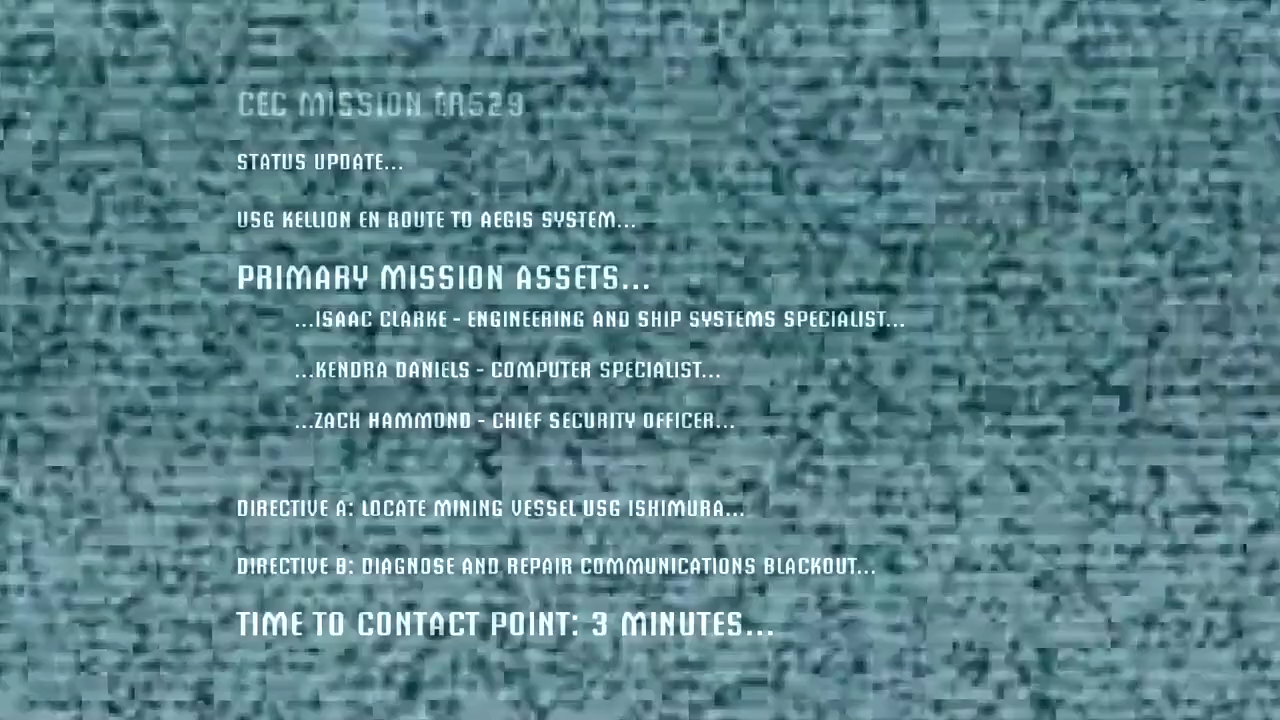 CEC MISSION ER529
STATUS UPDATE...
USG KELLION EN ROUTE TO AEGIS SYSTEM...
PRIMARY MISSION ASSETS...
...ISAAC CLARKE - ENGINEERING AND SHIP SYSTEMS SPECIALIST...
...KENDRA DANIELS - COMPUTER SPECIALIST...
...ZACH HAMMOND - CHIEF SECURITY OFFICER...
DIRECTIVE A: LOCATE MINING VESSEL USG ISHIMURA...
DIRECTIVE B: DIAGNOSE AND REPAIR COMMUNICATIONS BLACKOUT...
TIME TO CONTACT POINT: 3 MINUTES...